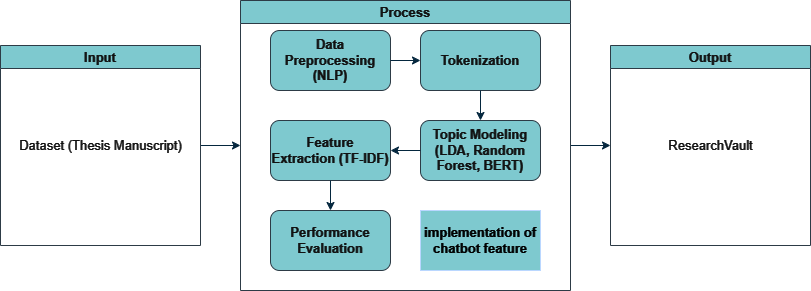 Process
Input
Output
Data
Preprocessing
(NLP)
Tokenization
Dataset (Thesis Manuscript)
Feature
Extraction (TF-IDF)
Topic Modeling
(LDA, Random
Forest, BERT)
ResearchVault
Performance
Evaluation
implementation of
chatbot feature